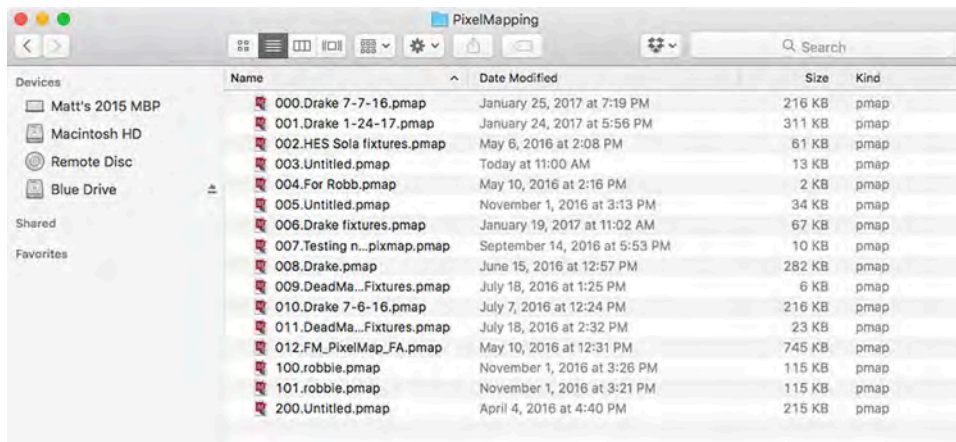 PixelMapping
Search
Devices
Matt's 2015 MBP
Macintosh HD
Remote Disc
Blue Drive
Shared
Favorites
Name Date Modified Size Kind
000.Drake 7-7-16.pmap January 25, 2017 at 7:19 PM 216 KB pmap
001.Drake 1-24-17.pmap January 24, 2017 at 5:56 PM 311 KB pmap
002.HES Sola fixtures.pmap May 6, 2016 at 2:08 PM 61 KB pmap
003.Untitled.pmap Today at 11:00 AM 13 KB pmap
004.For Robb.pmap May 10, 2016 at 2:16 PM 2 KB pmap
005.Untitled.pmap November 1, 2016 at 3:13 PM 34 KB pmap
006.Drake fixtures.pmap January 19, 2017 at 11:02 AM 67 KB pmap
007.Testing n...pixmap.pmap September 14, 2016 at 5:53 PM 10 KB pmap
008.Drake.pmap June 15, 2016 at 12:57 PM 282 KB pmap
009.DeadMa...Fixtures.pmap July 18, 2016 at 1:25 PM 6 KB pmap
010.Drake 7-6-16.pmap July 7, 2016 at 12:24 PM 216 KB pmap
011.DeadMa...Fixtures.pmap July 18, 2016 at 2:32 PM 23 KB pmap
012.FM_PixelMap_FA.pmap May 10, 2016 at 12:31 PM 745 KB pmap
100.robbie.pmap November 1, 2016 at 3:26 PM 115 KB pmap
101.robbie.pmap November 1, 2016 at 3:21 PM 115 KB pmap
200.Untitled.pmap April 4, 2016 at 4:40 PM 215 KB pmap